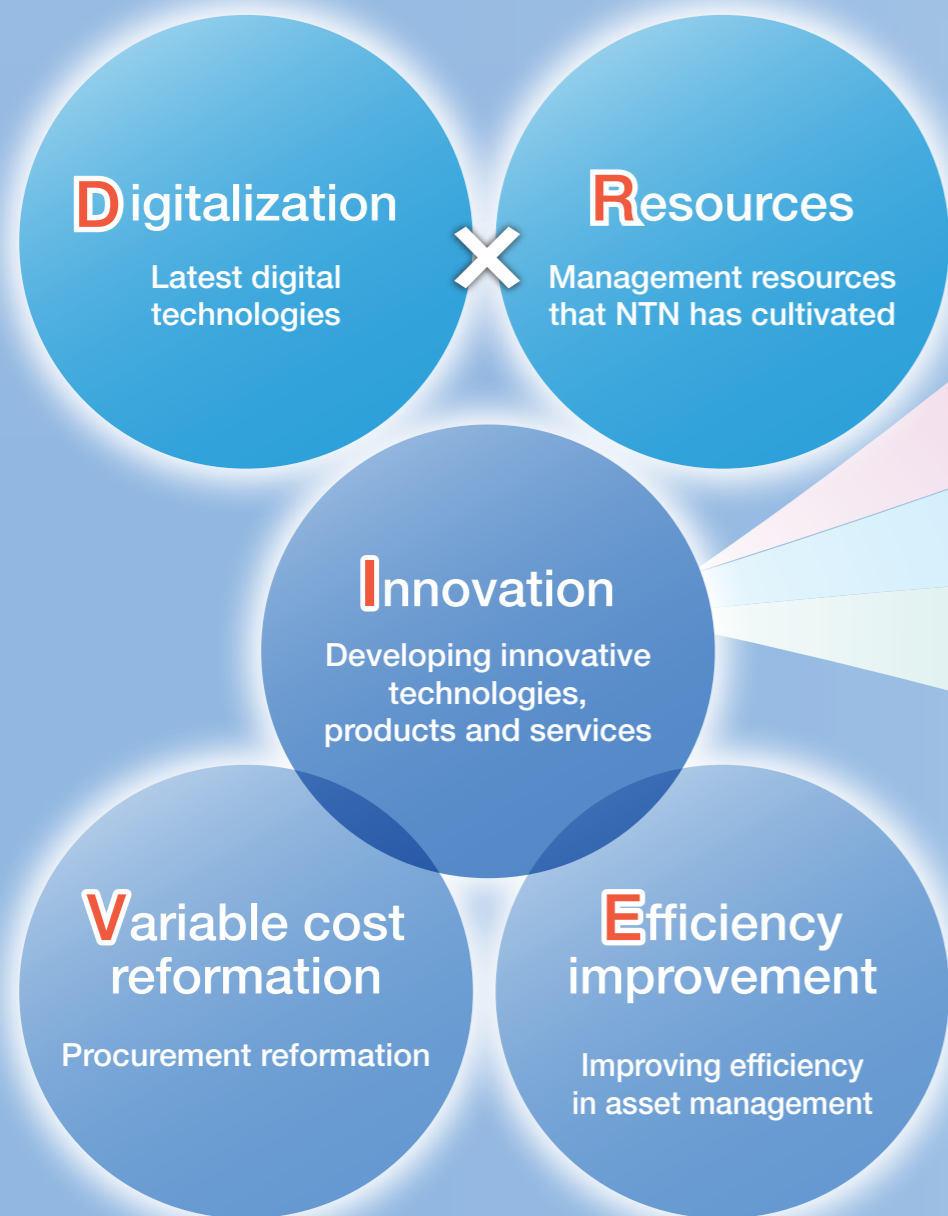 Digitalization
Latest digital
technologies
×
Resources
Management resources
that NTN has cultivated
Innovation
Developing innovative
technologies,
products and services
Variable cost
reformation
Procurement reformation
Efficiency
improvement
Improving efficiency
in asset management